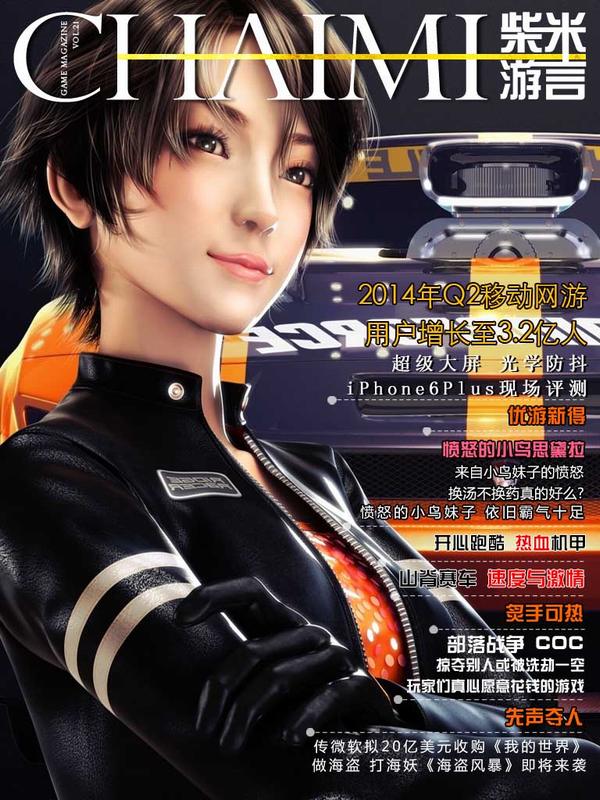 CHAIMI
GAME MAGAZINE
VOL.21
柴米
游言
2014年Q2移动网游
用户增长至3.2亿人
超级大屏 光学防抖
iPhone6Plus现场评测
优游新得
愤怒的小鸟思黛拉
来自小鸟妹子的愤怒
换汤不换药真的好么?
愤怒的小鸟妹子 依旧霸气十足
开心跑酷 热血机甲
山脊赛车 速度与激情
炙手可热
部落战争 COC
掠夺别人或被洗劫一空
玩家们真心愿意花钱的游戏
先声夺人
传微软拟20亿美元收购《我的世界》
做海盗 打海妖《海盗风暴》即将来袭